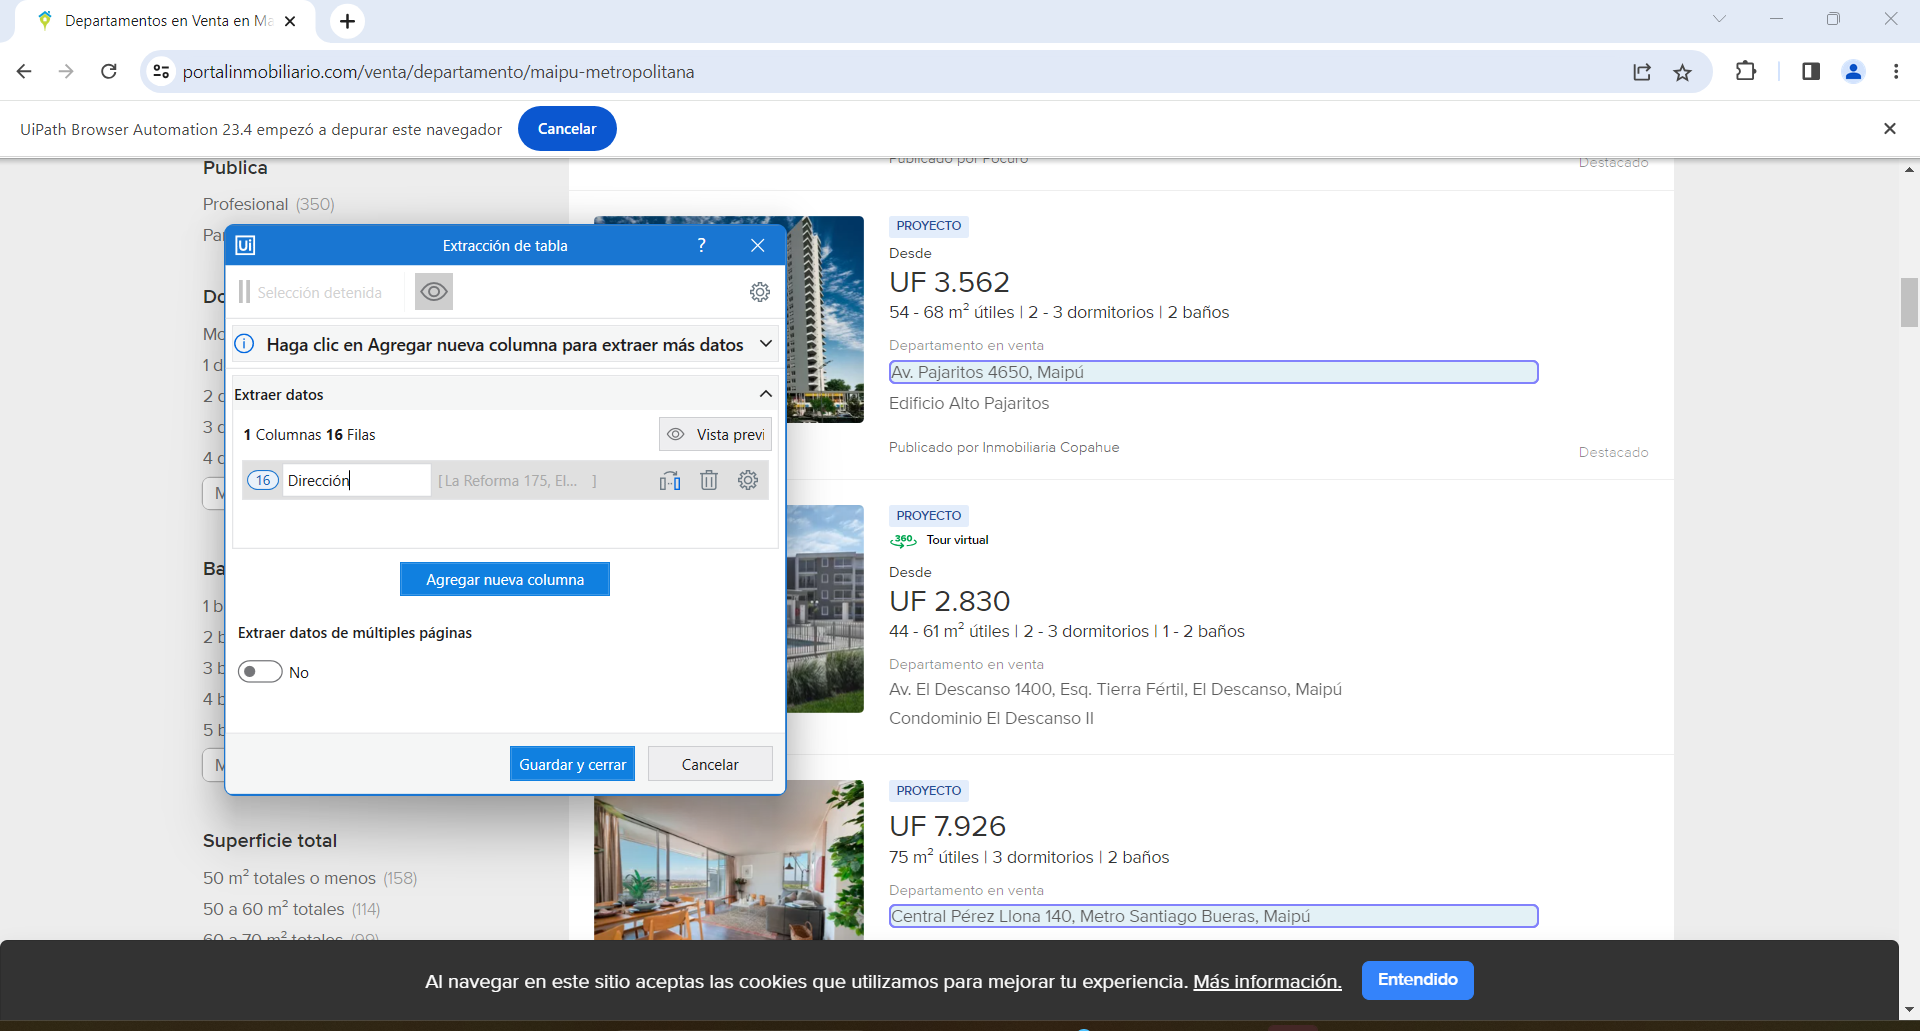 Departamentos en Venta en Ma
portalinmobiliario.com/venta/departamento/maipu-metropolitana
UiPath Browser Automation 23.4 empezó a depurar este navegador
Cancelar
Publica
Profesional (350)
Pa
Do
Mo
1 d
2 d
3 d
4 d
M
Ba
1 b
2 b
3 b
4 b
5 b
M
Superficie total
50 m² totales o menos (158)
50 a 60 m² totales (114)
60 a 70 m² totales (99)
Ui
Extracción de tabla
?
Selección detenida
Haga clic en Agregar nueva columna para extraer más datos
Extraer datos
1 Columnas 16 Filas
Vista previ
16
Dirección
[ La Reforma 175, El... ]
Agregar nueva columna
Extraer datos de múltiples páginas
No
Guardar y cerrar
Cancelar
Publicado por Pocuro
Destacado
PROYECTO
Desde
UF 3.562
54 - 68 m² útiles | 2 - 3 dormitorios | 2 baños
Departamento en venta
Av. Pajaritos 4650, Maipú
Edificio Alto Pajaritos
Publicado por Inmobiliaria Copahue
Destacado
PROYECTO
360 Tour virtual
Desde
UF 2.830
44 - 61 m² útiles | 2 - 3 dormitorios | 1 - 2 baños
Departamento en venta
Av. El Descanso 1400, Esq. Tierra Fértil, El Descanso, Maipú
Condominio El Descanso II
PROYECTO
UF 7.926
75 m² útiles | 3 dormitorios | 2 baños
Departamento en venta
Central Pérez Llona 140, Metro Santiago Bueras, Maipú
Al navegar en este sitio aceptas las cookies que utilizamos para mejorar tu experiencia. Más información.
Entendido